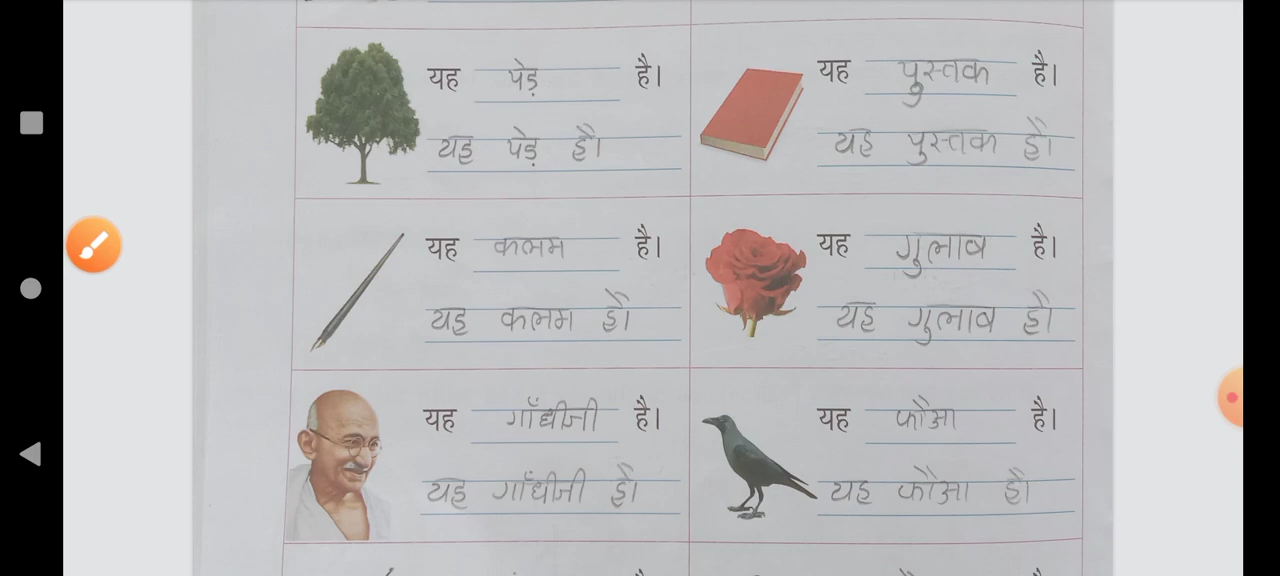 यह पेड़ है।
यह पेड़ है।
यह पुस्तक है।
यह पुस्तक है।
यह कलम है।
यह कलम है।
यह गुलाब है।
यह गुलाब है।
यह गाँधीजी है।
यह गाँधीजी है।
यह कौआ है।
यह कौआ है।